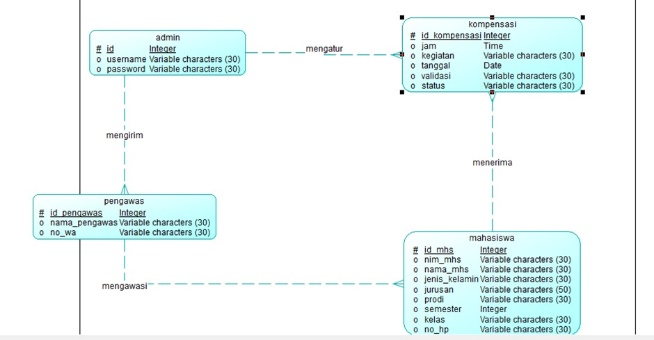 admin
# id Integer
o username Variable characters (30)
o password Variable characters (30)
mengatur
kompensasi
# id_kompensasi Integer
o jam Time
o kegiatan Variable characters (30)
o tanggal Date
o validasi Variable characters (30)
o status Variable characters (30)
mengirim
menerima
pengawas
# id_pengawas Integer
o nama_pengawas Variable characters (30)
o no_wa Variable characters (30)
mengawasi
mahasiswa
# id_mhs Integer
o nim_mhs Variable characters (30)
o nama_mhs Variable characters (30)
o jenis_kelamin Variable characters (30)
o jurusan Variable characters (50)
o prodi Variable characters (30)
o semester Integer
o kelas Variable characters (30)
o no_hp Variable characters (30)